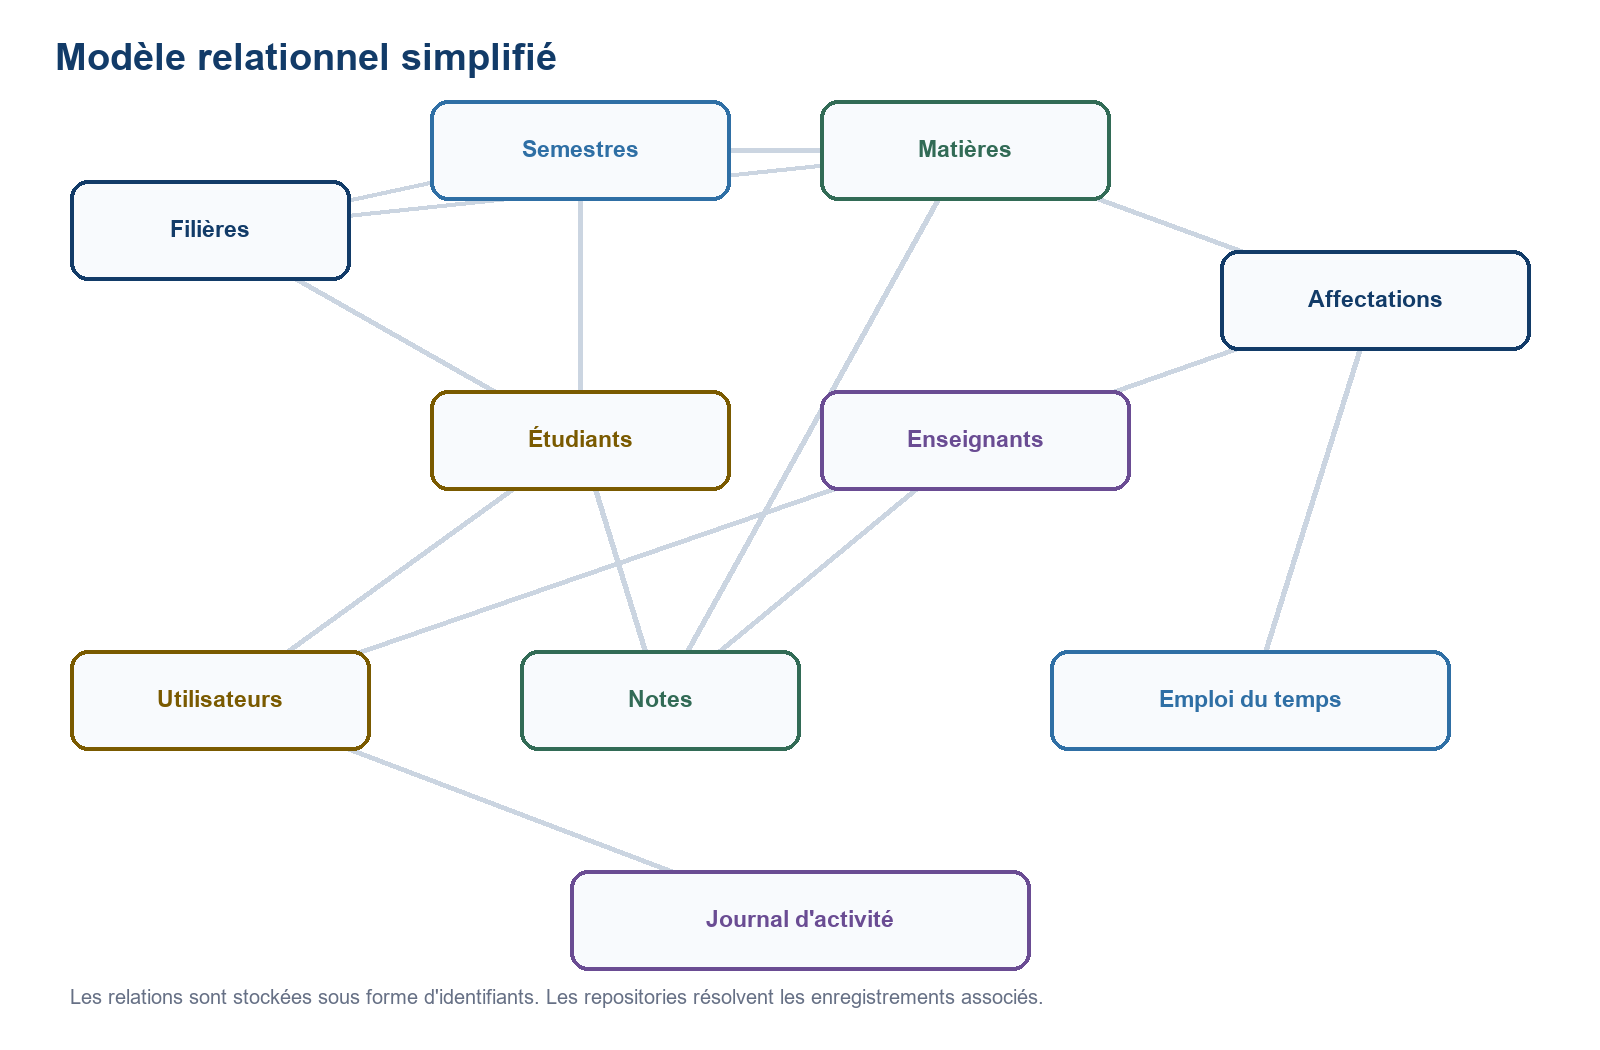 Modèle relationnel simplifié
Semestres
Matières
Filières
Affectations
Étudiants
Enseignants
Utilisateurs
Notes
Emploi du temps
Journal d'activité
Les relations sont stockées sous forme d'identifiants. Les repositories résolvent les enregistrements associés.